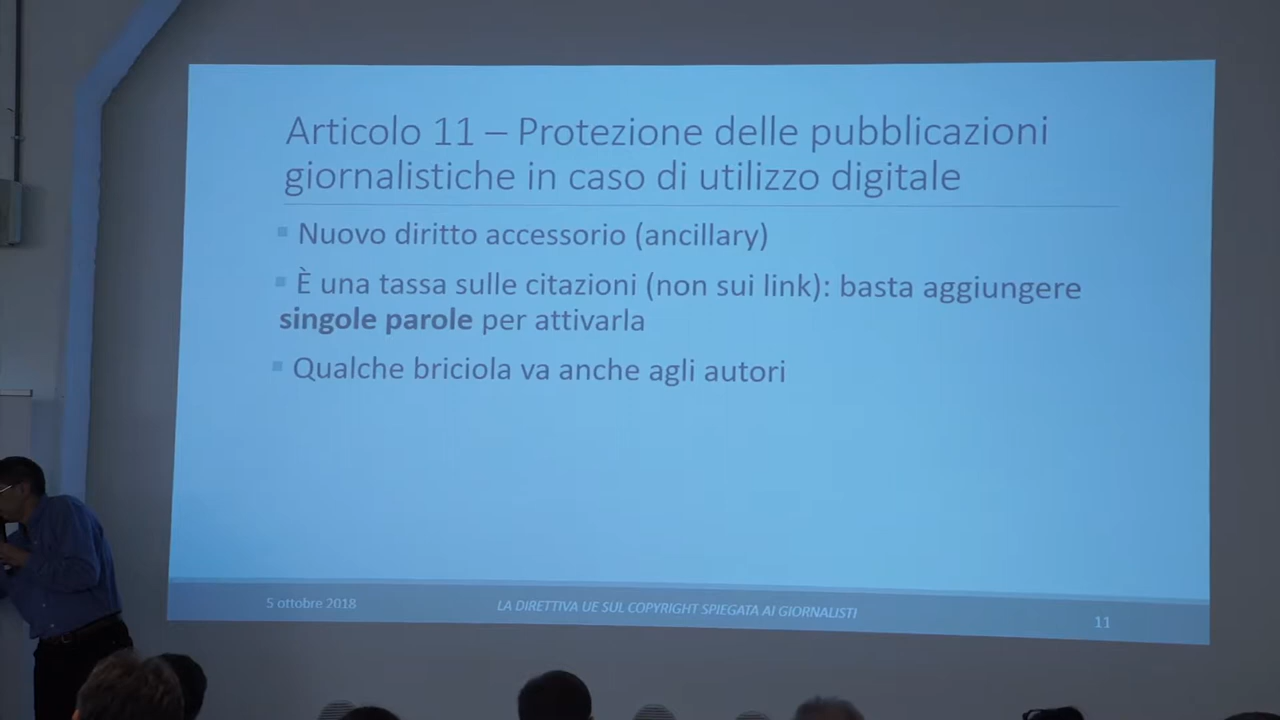 Articolo 11 – Protezione delle pubblicazioni
giornalistiche in caso di utilizzo digitale
Nuovo diritto accessorio (ancillary)
È una tassa sulle citazioni (non sui link): basta aggiungere
singole parole per attivarla
Qualche briciola va anche agli autori
5 ottobre 2018
LA DIRETTIVA UE SUL COPYRIGHT SPIEGATA AI GIORNALISTI
11